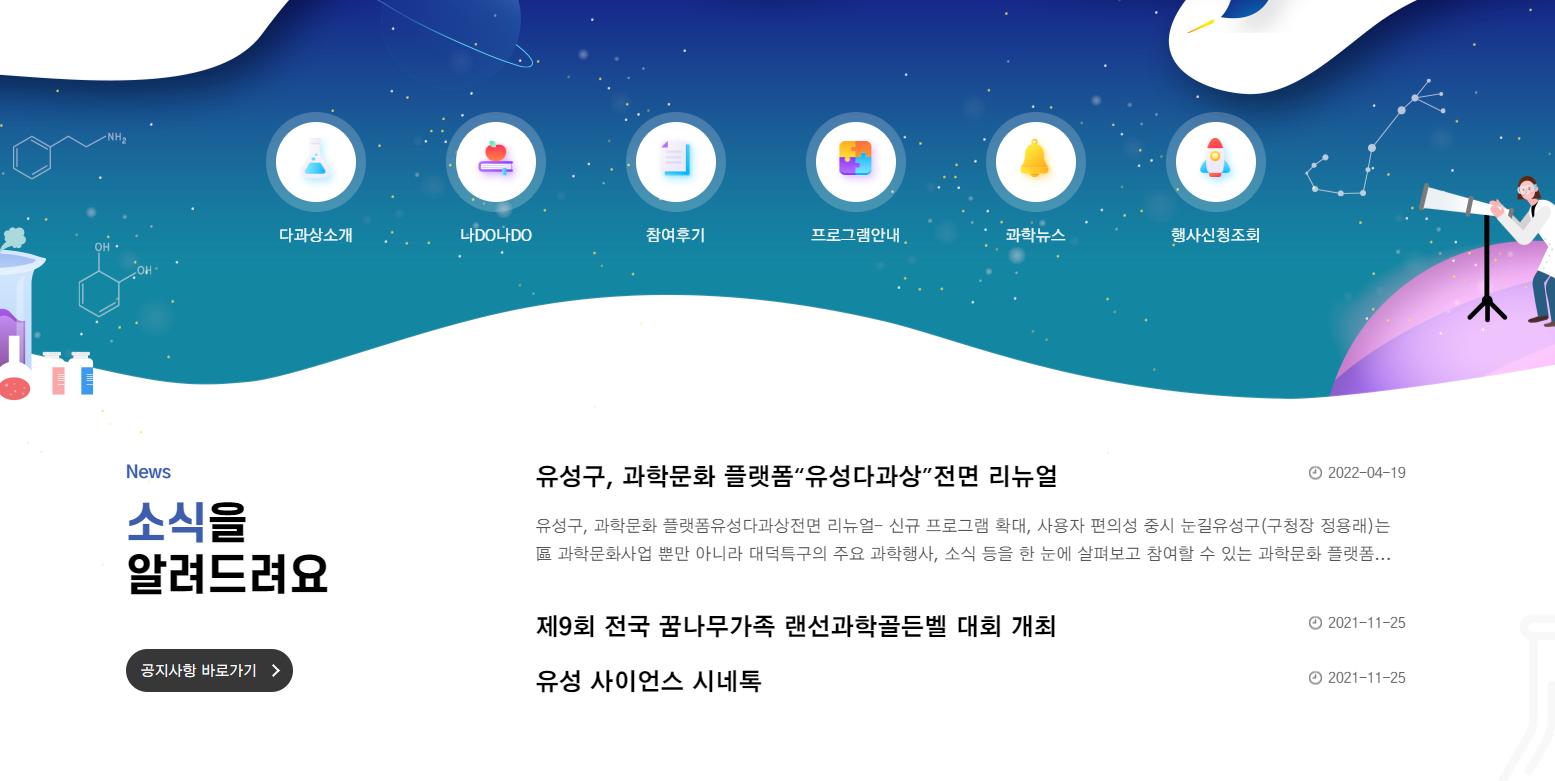 NH2
OH
OH
다과상소개
나DO나DO
참여후기
프로그램안내
과학뉴스
행사신청조회
News
소식을
알려드려요
공지사항 바로가기
유성구, 과학문화 플랫폼“유성다과상”전면 리뉴얼
2022-04-19
유성구, 과학문화 플랫폼유성다과상전면 리뉴얼- 신규 프로그램 확대, 사용자 편의성 중시 눈길유성구(구청장 정용래)는
區 과학문화사업 뿐만 아니라 대덕특구의 주요 과학행사, 소식 등을 한 눈에 살펴보고 참여할 수 있는 과학문화 플랫폼...
제9회 전국 꿈나무가족 랜선과학골든벨 대회 개최
2021-11-25
유성 사이언스 시네톡
2021-11-25